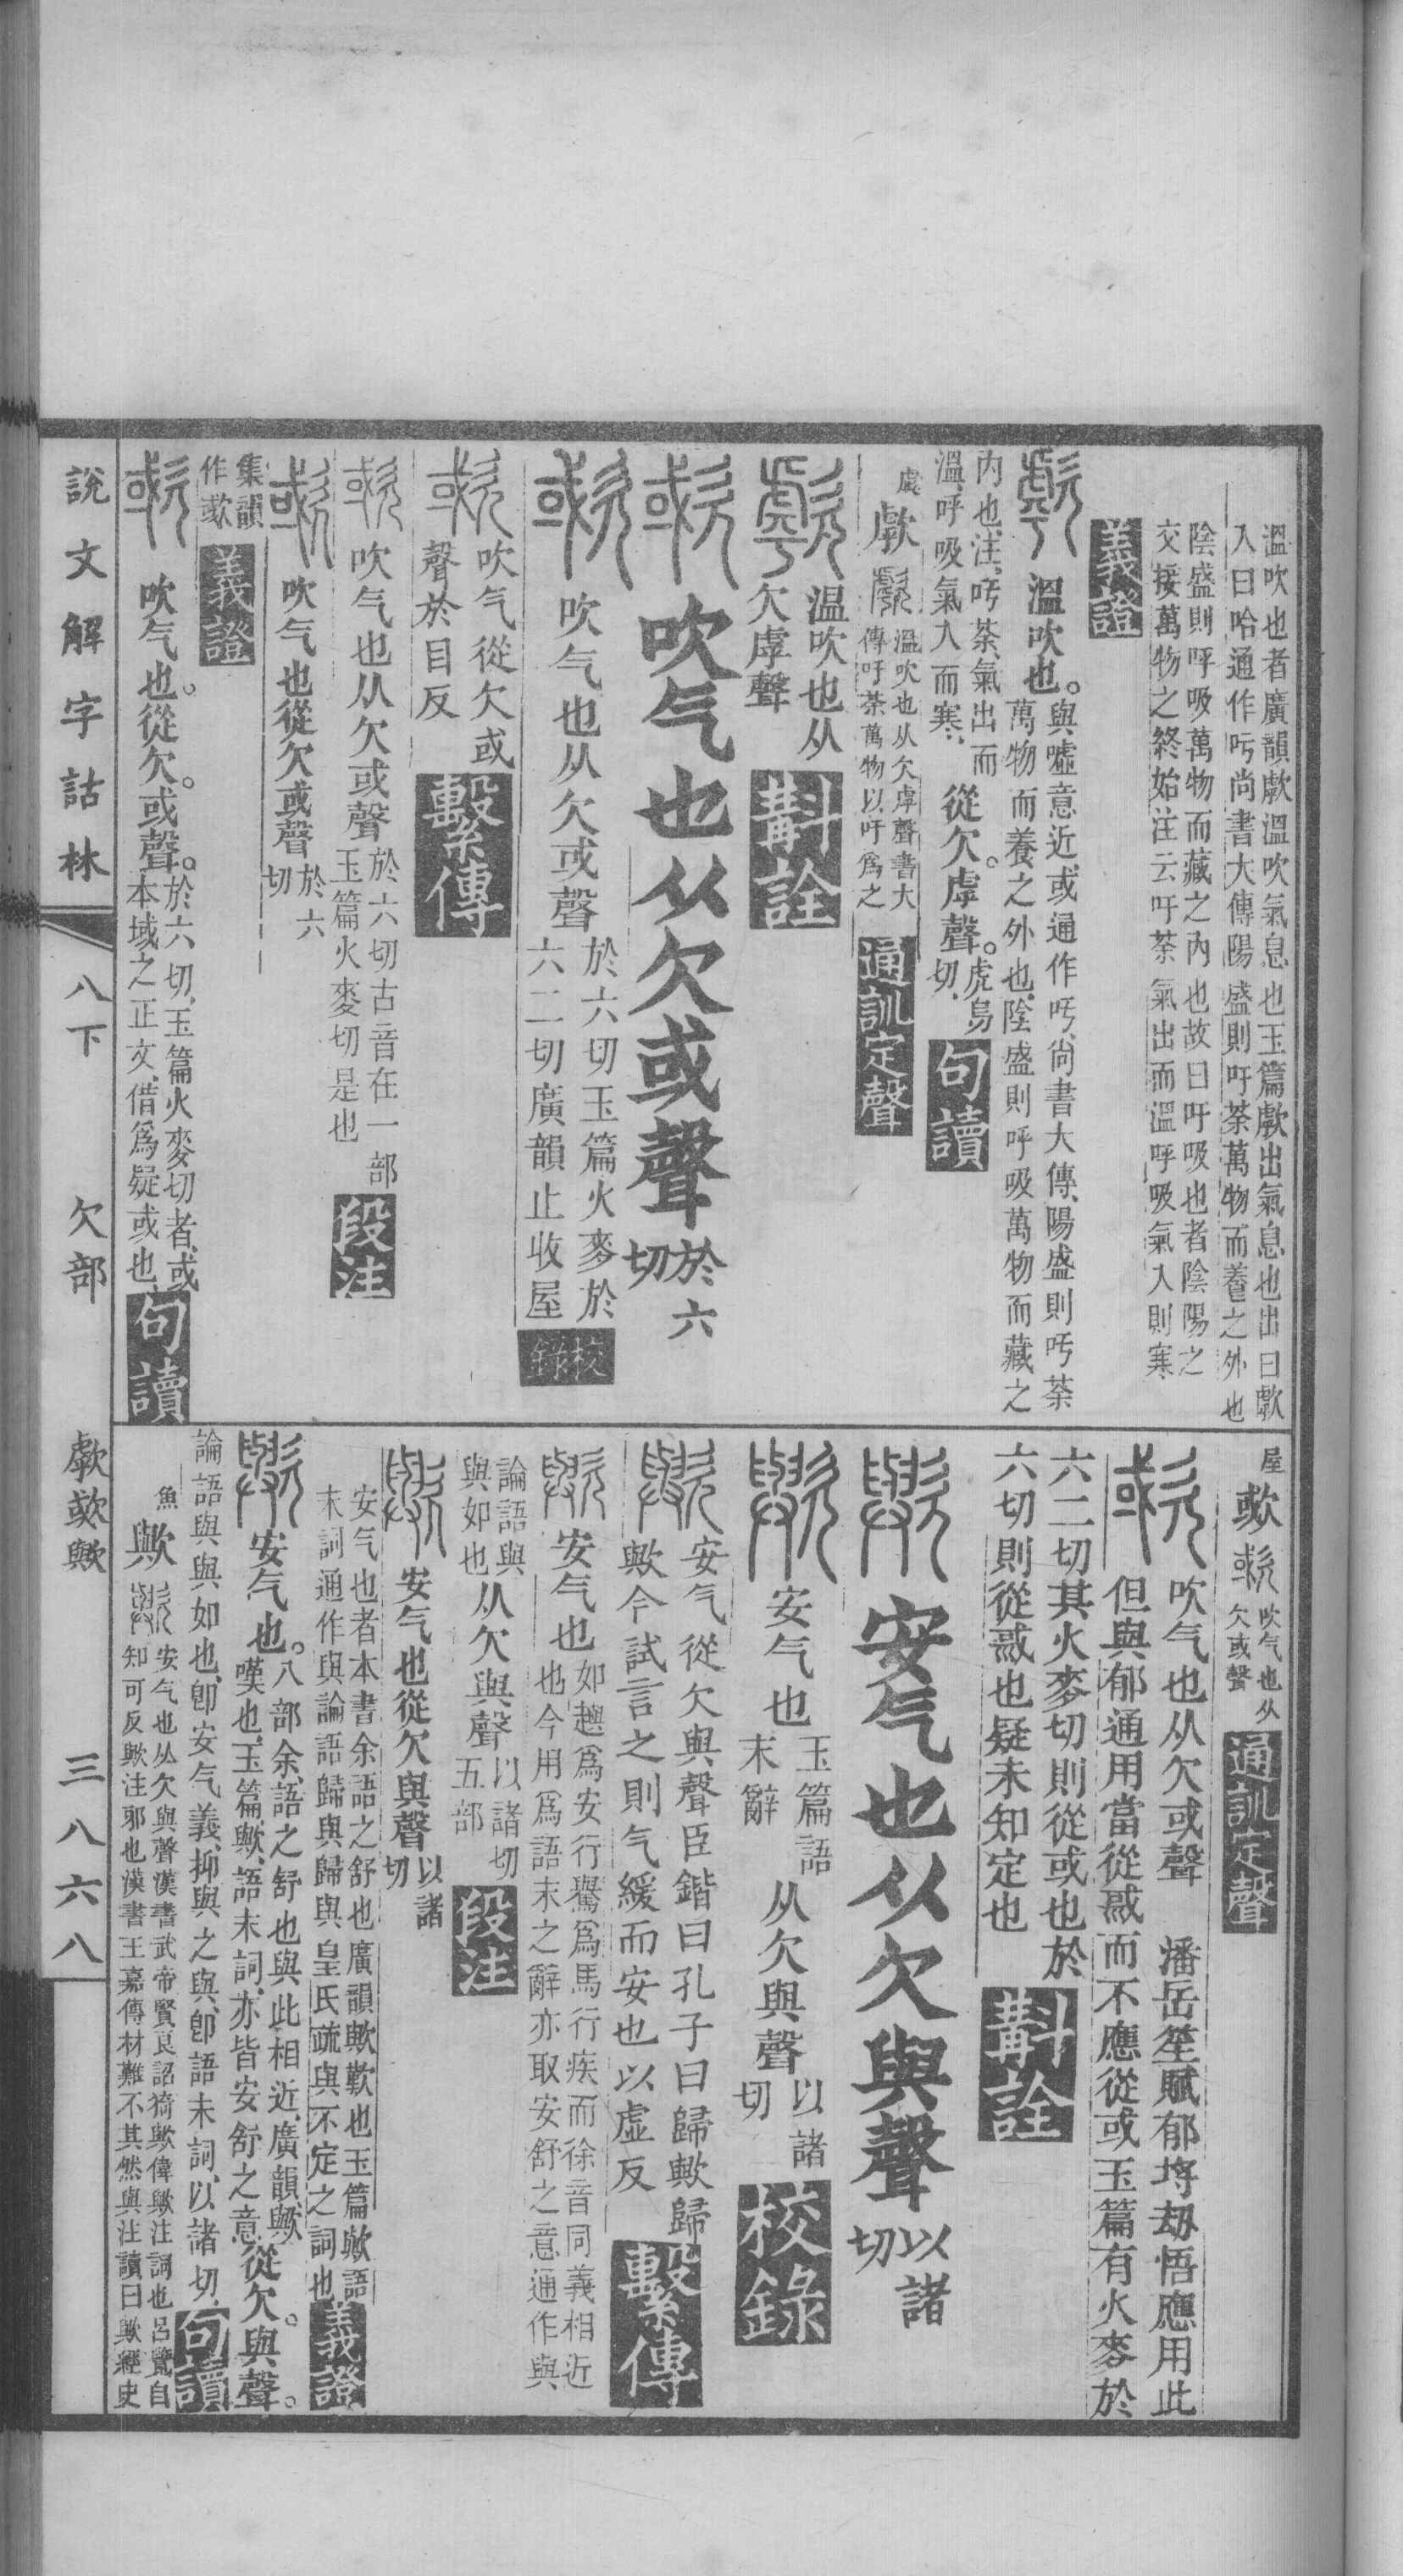 溫吹也者廣韻歑溫吹氣息也玉篇歑出氣息也出曰歑
入曰哈通作吁尚書大傳陽盛則吁荼萬物而養之外也
陰盛則呼吸萬物而藏之內也故曰吁吸也者陰陽之
交接萬物之終始注云吁荼氣出而溫呼吸氣入則寒
義證
溫吹也。與噓意近、或通作吁、尙書大傳、陽盛則吁荼
萬物而養之外也、陰盛則呼吸萬物而藏之
內也、注、吁荼、氣出而
溫、呼吸氣入而寒、
從欠。虖聲。虎烏切、
句讀
歑
溫吹也从欠虖聲書大
傳吁荼萬物以吁爲之
通訓定聲
温吹也从
欠虖聲
斠詮
吹气也从欠或聲於六切
吹气也从欠或聲
於六切玉篇火麥於
六二切廣韻止收屋
校錄
吹气從欠或
聲於目反
繫傳
吹气也从欠或聲
於六切古音在一部
玉篇火麥切是也
段注
吹气也從欠或聲於六切
集韻
作㰲
義證
吹气也。從欠。或聲。
於六切、玉篇火麥切者、或
本域之正文、借爲疑或也、
句讀
屋
㰲
吹气也从
欠或聲
通訓定聲
吹气也从欠或聲 潘岳笙賦郁捋劫悟應用此
但與郁通用當從惑而不應從或玉篇有火麥於
六二切其火麥切則從或也於
六切則從惑也疑未知定也
斠詮
安气也从欠與聲以諸切
安气也
玉篇語
末辭
从欠與聲以諸切
校錄
安气從欠與聲臣鍇曰孔子曰歸歟歸
歟今試言之則气緩而安也以虛反
繫傳
安气也
如趣爲安行鸒爲馬行疾而徐音同義相近
也今用爲語末之辭亦取安舒之意通作與
論語與
與如也
从欠與聲
以諸切
五部
段注
安气也從欠與聲以諸切
安气也者本書余語之舒也廣韻歟歎也玉篇歟語
末詞通作與論語歸與歸與皇氏疏與不定之詞也
義證
安气也。
八部余、語之舒也與此相近、廣韻、歟
嘆也、玉篇、歟、語末詞、亦皆安舒之意
從欠。與聲。
論語與與如也、卽安气義、抑與之與、卽語末詞、以諸切、
句讀
魚
歟
安气也从欠與聲漢書武帝賢良詔猗歟偉歟注詞也呂覽自
知可反歟注邪也漢書王嘉傳材難不其然與注讀曰歟經史
說文解字詁林
八下
欠部
歑㰲歟
三八六八